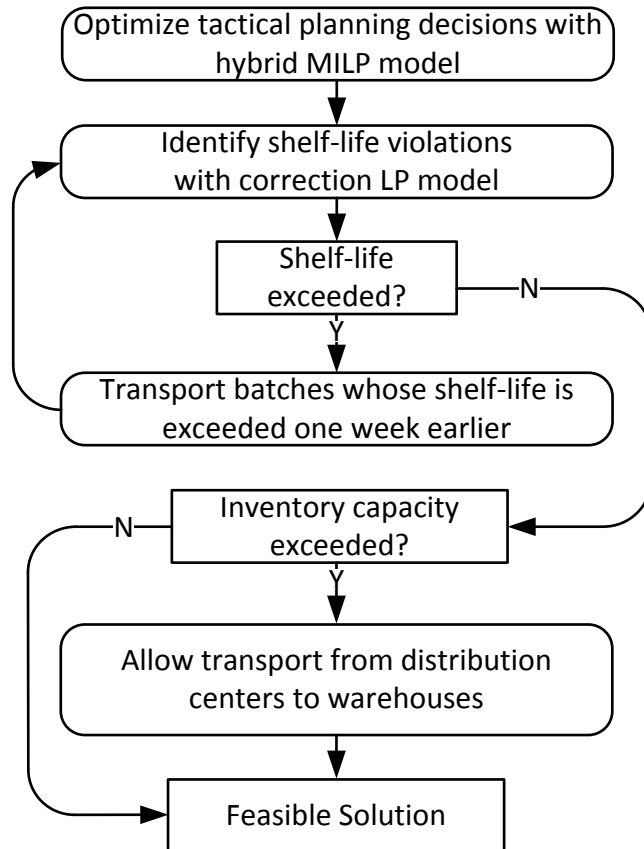 Optimize tactical planning decisions with
hybrid MILP model
Identify shelf-life violations
with correction LP model
Shelf-life
exceeded?
N
Y
Transport batches whose shelf-life is
exceeded one week earlier
Inventory capacity
exceeded?
N
Y
Allow transport from distribution
centers to warehouses
Feasible Solution